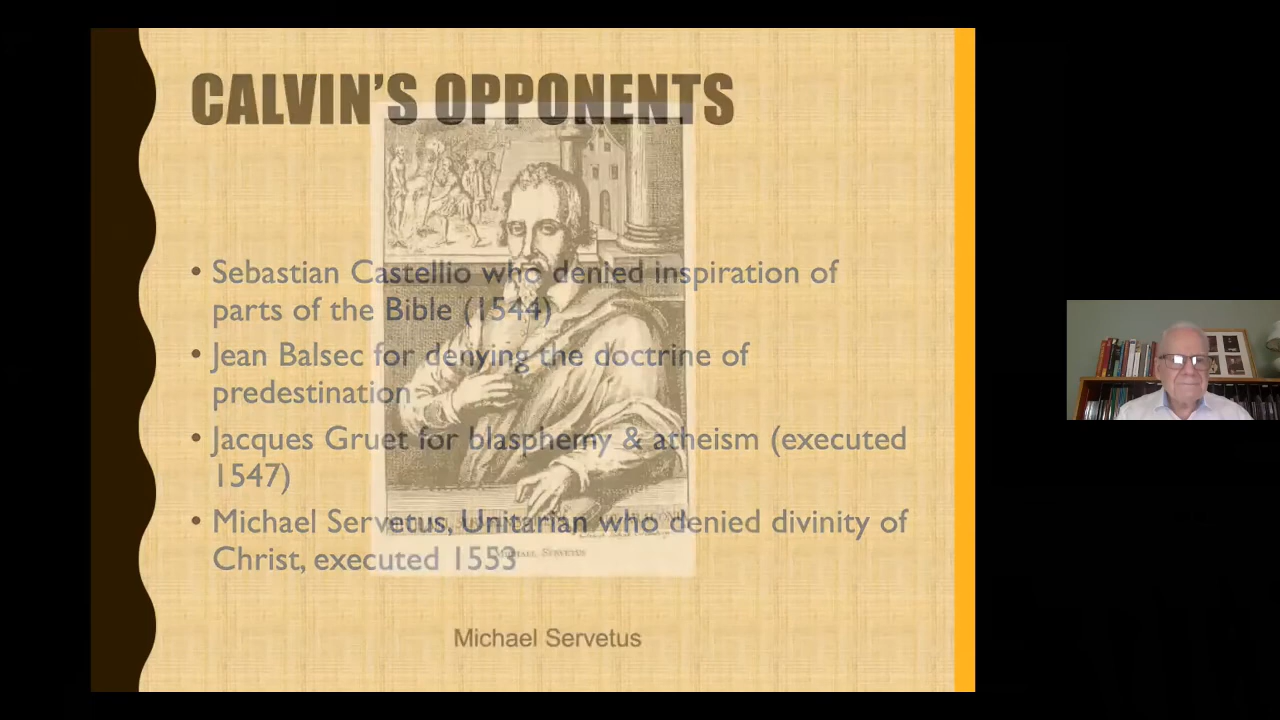 CALVIN'S OPPONENTS
• Sebastian Castellio who denied inspiration of
parts of the Bible (1544)
• Jean Balsec for denying the doctrine of
predestination
• Jacques Gruet for blasphemy & atheism (executed
1547)
• Michael Servetus, Unitarian who denied divinity of
Christ, executed 1553
MICHAEL SERVETUS
Michael Servetus